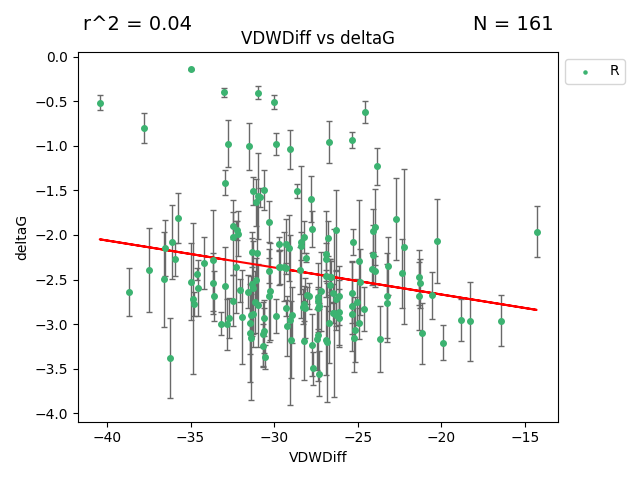 r^2 = 0.04
N = 161
VDWDiff vs deltaG
R
0.0
−0.5
−1.0
−1.5
−2.0
−2.5
−3.0
−3.5
−4.0
deltaG
−40
−35
−30
−25
−20
−15
VDWDiff